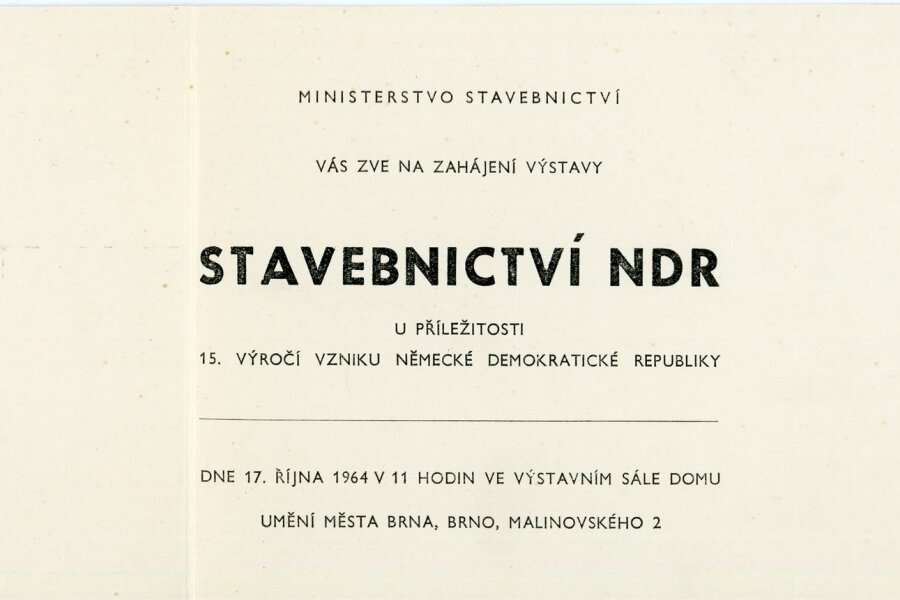 MINISTERSTVO STAVEBNICTVÍ
VÁS ZVE NA ZAHÁJENÍ VÝSTAVY
STAVEBNICTVÍ NDR
U PŘÍLEŽITOSTI
15. VÝROČÍ VZNIKU NĚMECKÉ DEMOKRATICKÉ REPUBLIKY
DNE 17. ŘÍJNA 1964 V 11 HODIN VE VÝSTAVNÍM SÁLE DOMU
UMĚNÍ MĚSTA BRNA, BRNO, MALINOVSKÉHO 2